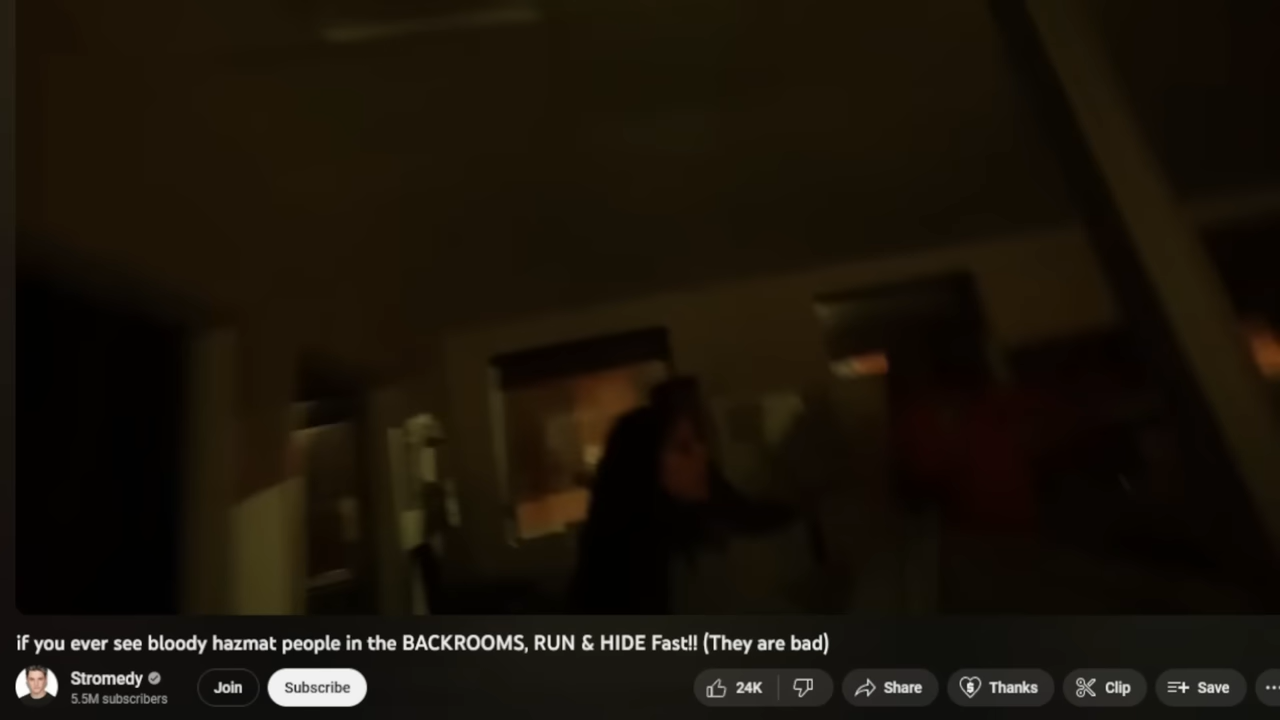 if you ever see bloody hazmat people in the BACKROOMS, RUN & HIDE Fast!! (They are bad)
Stromedy
5.5M subscribers
Join
Subscribe
24K
Share
Thanks
Clip
Save